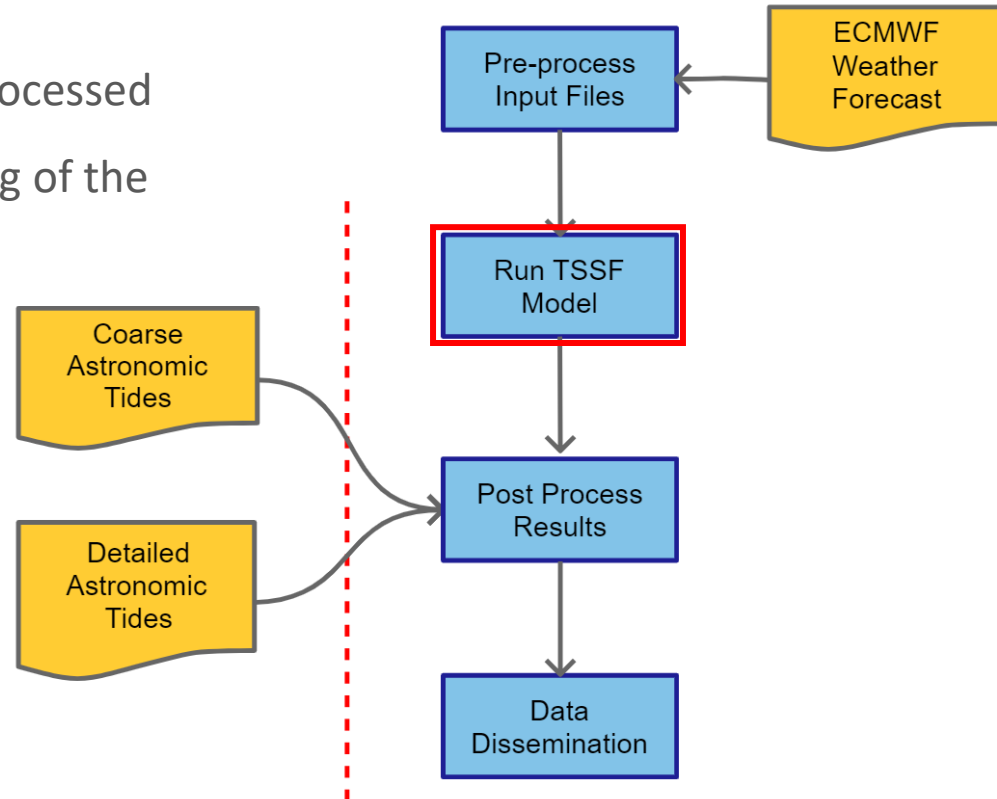 ocessed
g of the
ECMWF
Weather
Forecast
Pre-process
Input Files
Run TSSF
Model
Coarse
Astronomic
Tides
Detailed
Astronomic
Tides
Post Process
Results
Data
Dissemination